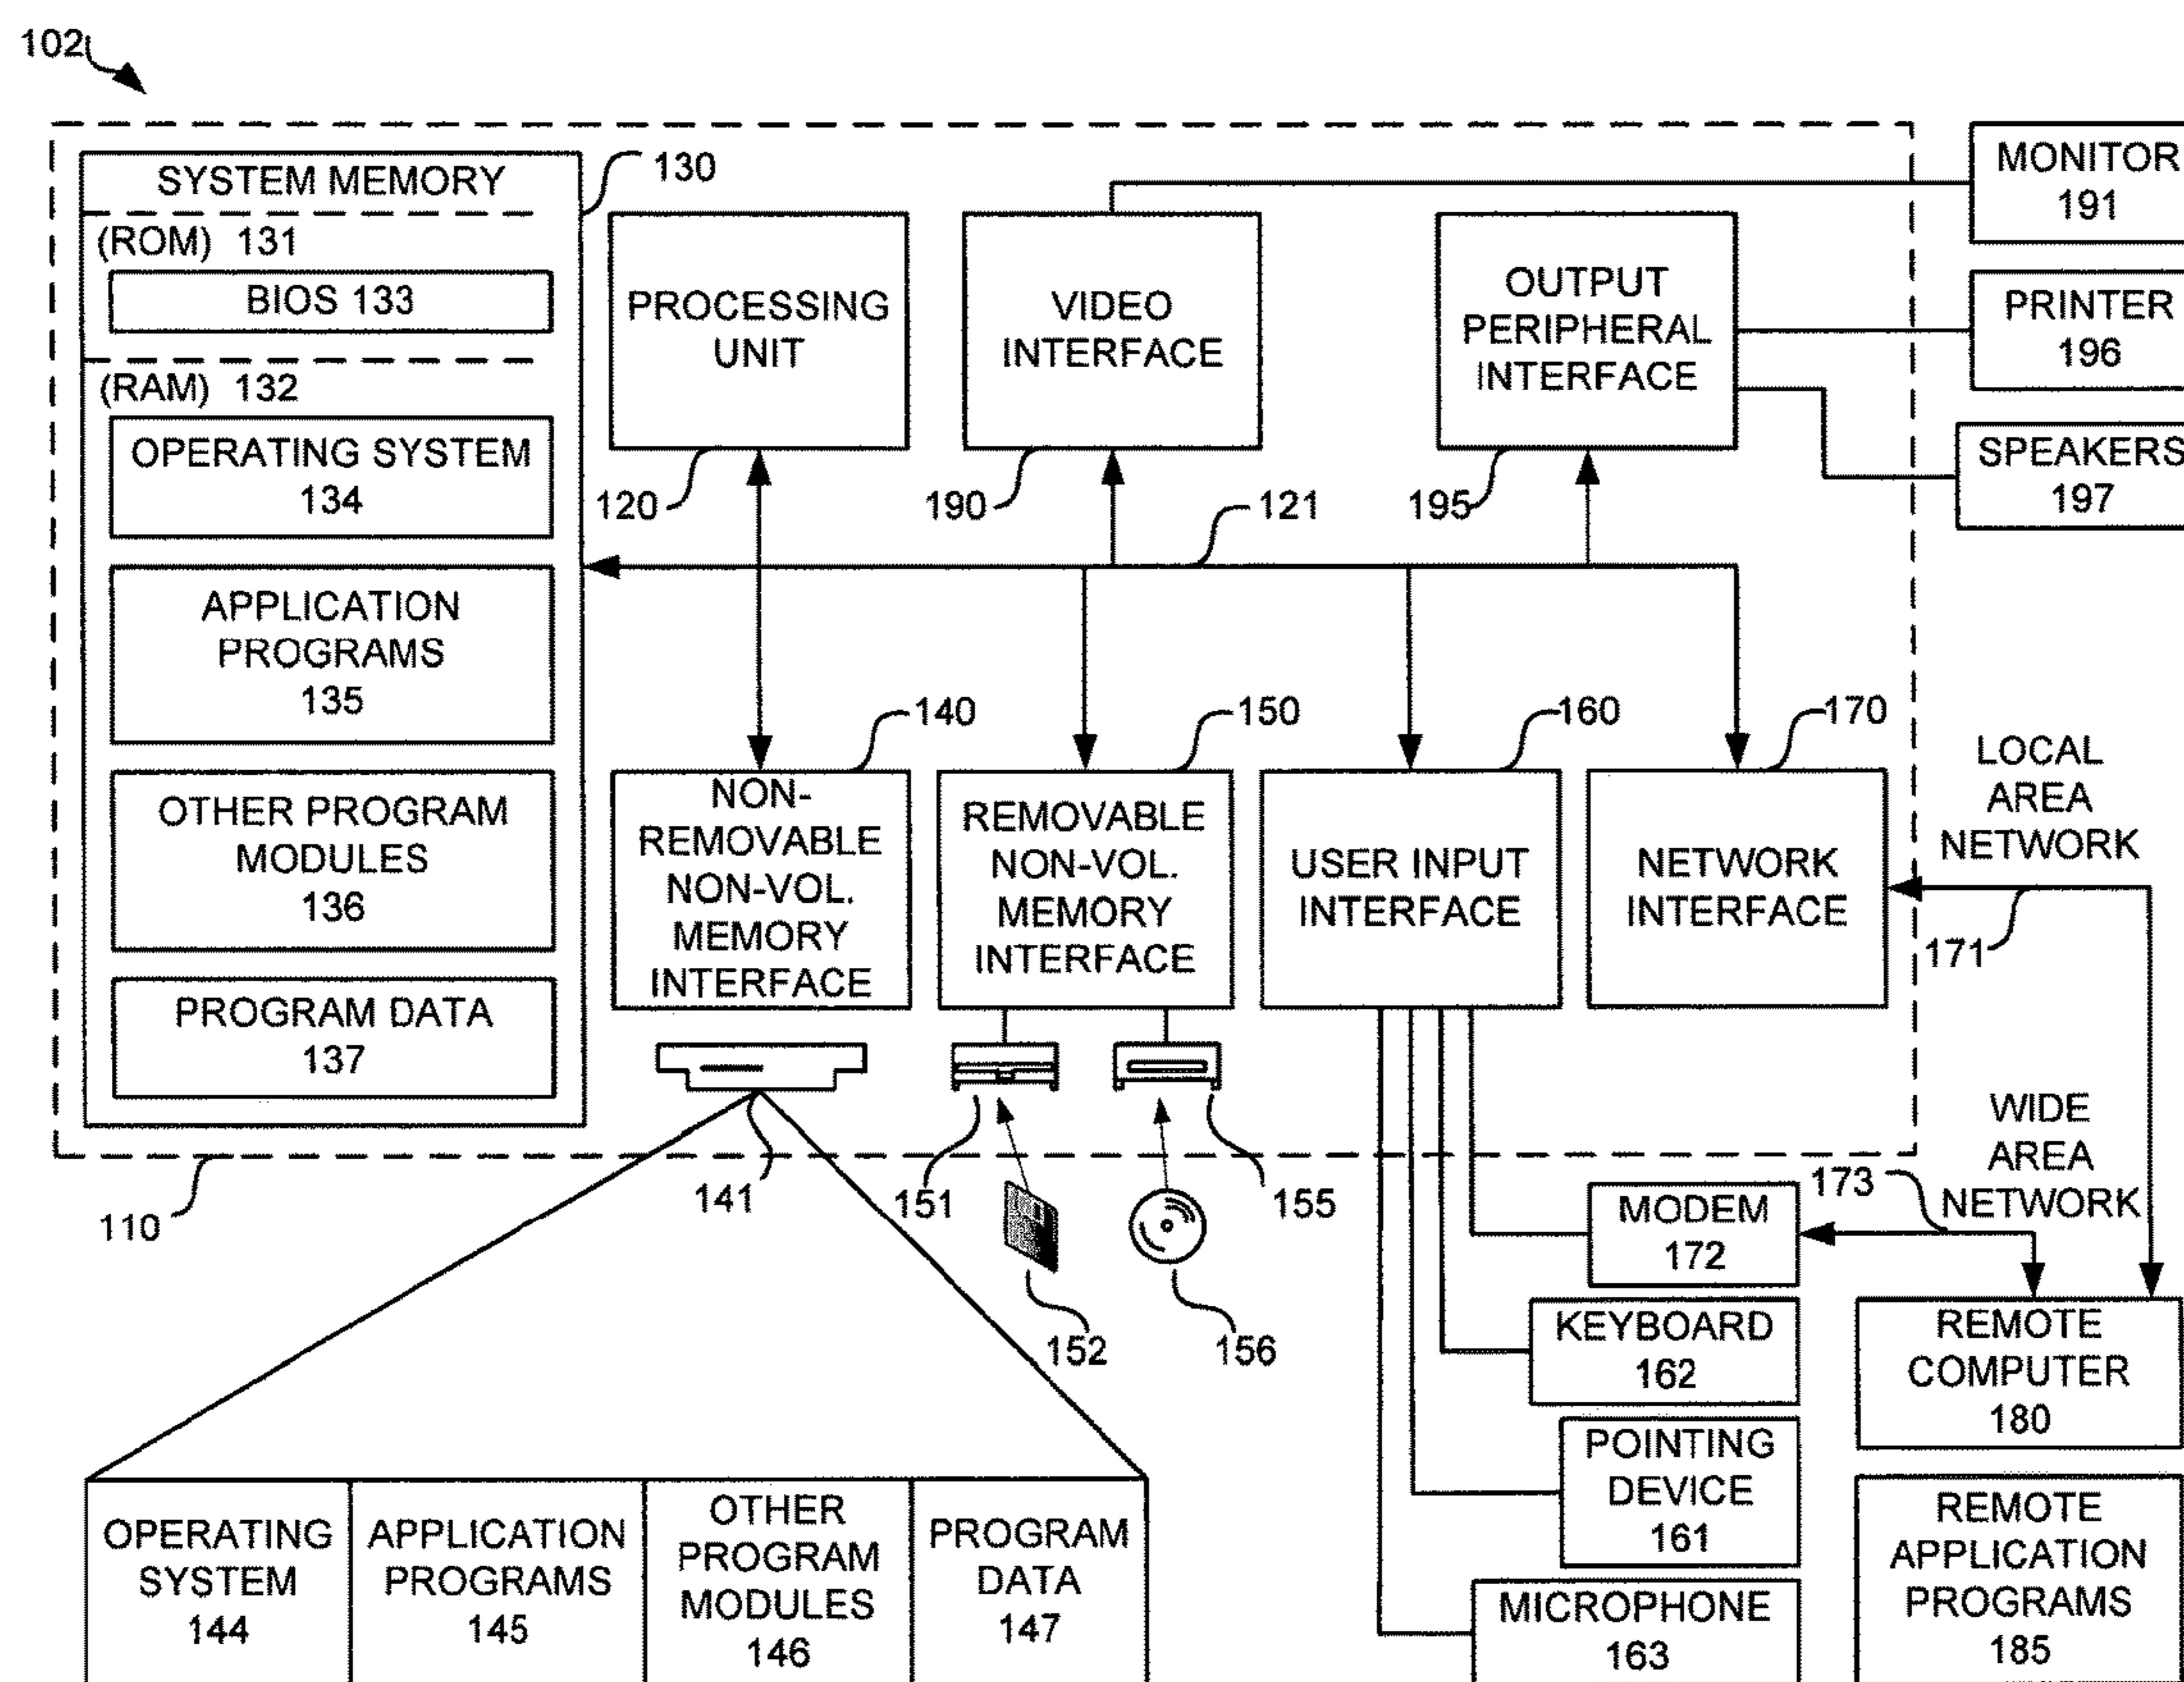 102
SYSTEM MEMORY
130
(ROM) 131
BIOS 133
(RAM) 132
OPERATING SYSTEM
134
APPLICATION
PROGRAMS
135
OTHER PROGRAM
MODULES
136
PROGRAM DATA
137
PROCESSING
UNIT
120
VIDEO
INTERFACE
190
121
OUTPUT
PERIPHERAL
INTERFACE
195
MONITOR
191
PRINTER
196
SPEAKERS
197
140
NON-
REMOVABLE
NON-VOL.
MEMORY
INTERFACE
150
REMOVABLE
NON-VOL.
MEMORY
INTERFACE
160
USER INPUT
INTERFACE
170
NETWORK
INTERFACE
LOCAL
AREA
NETWORK
171
110
141
151
152
155
156
WIDE
AREA
NETWORK
173
MODEM
172
KEYBOARD
162
POINTING
DEVICE
161
MICROPHONE
163
REMOTE
COMPUTER
180
REMOTE
APPLICATION
PROGRAMS
185
OPERATING
SYSTEM
144
APPLICATION
PROGRAMS
145
OTHER
PROGRAM
MODULES
146
PROGRAM
DATA
147